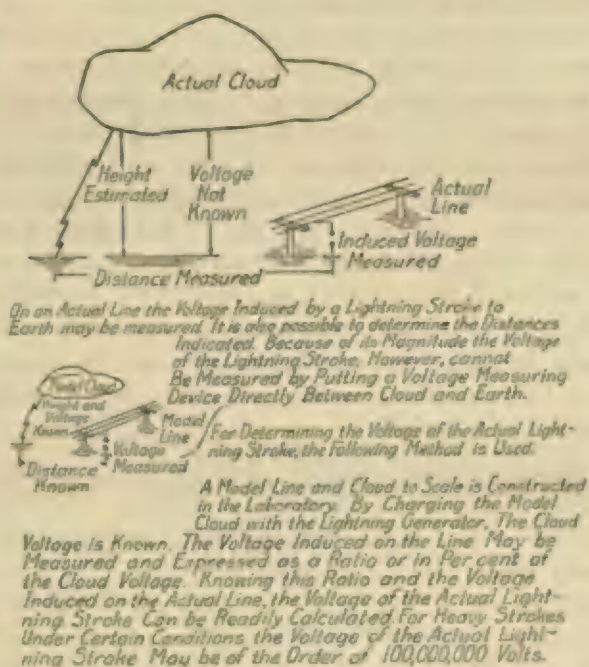 Actual Cloud
Height
Estimated
Voltage
Not
Known
Actual
Line
Induced Voltage
Measured
Distance Measured
On an Actual Line the Voltage Induced by a Lightning Stroke to
Earth may be measured. It is also possible to determine the Distances
Indicated. Because of its Magnitude the Voltage
of the Lightning Stroke, However, cannot
Be Measured by Putting a Voltage Measuring
Device Directly Between Cloud and Earth.
Model Cloud
Height and
Voltage
Known
Model
Line
Voltage
Measured
Distance
Known
For Determining the Voltage of the Actual Light-
ning Stroke, the Following Method is Used:
A Model Line and Cloud to Scale is Constructed
in the Laboratory. By Charging the Model
Cloud with the Lightning Generator, The Cloud
Voltage is Known. The Voltage Induced on the Line May be
Measured and Expressed as a Ratio or in Per cent of
the Cloud Voltage. Knowing this Ratio and the Voltage
Induced on the Actual Line, the Voltage of the Actual Light-
ning Stroke Can be Readily Calculated. For Heavy Strokes
Under Certain Conditions the Voltage of the Actual Light-
ning Stroke May be of the Order of 100,000,000 Volts.